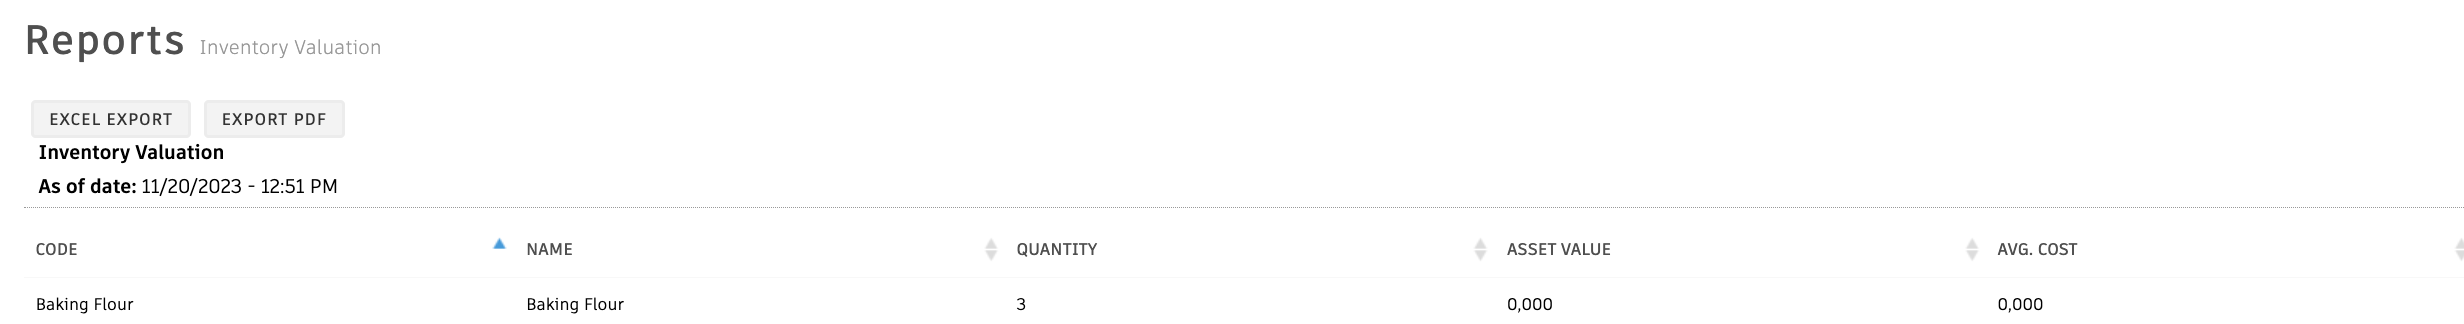 Reports Inventory Valuation
EXCEL EXPORT EXPORT PDF
Inventory Valuation
As of date: 11/20/2023 - 12:51 PM
CODE NAME QUANTITY ASSET VALUE AVG. COST
Baking Flour Baking Flour 3 0,000 0,000